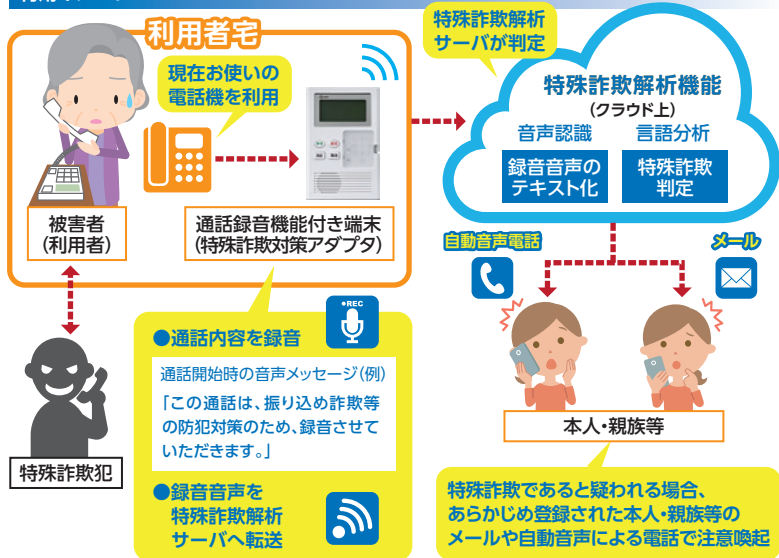 利用者宅
現在お使いの
電話機を利用
被害者
(利用者)
通話録音機能付き端末
(特殊詐欺対策アダプタ)
特殊詐欺犯
●REC
●通話内容を録音
通話開始時の音声メッセージ(例)
「この通話は、振り込め詐欺等
の防犯対策のため、録音させて
いただきます。」
●録音音声を
特殊詐欺解析
サーバへ転送
特殊詐欺解析
サーバが判定
特殊詐欺解析機能
(クラウド上)
音声認識
言語分析
録音音声の
テキスト化
特殊詐欺
判定
自動音声電話
メール
本人・親族等
特殊詐欺であると疑われる場合、
あらかじめ登録された本人・親族等の
メールや自動音声による電話で注意喚起